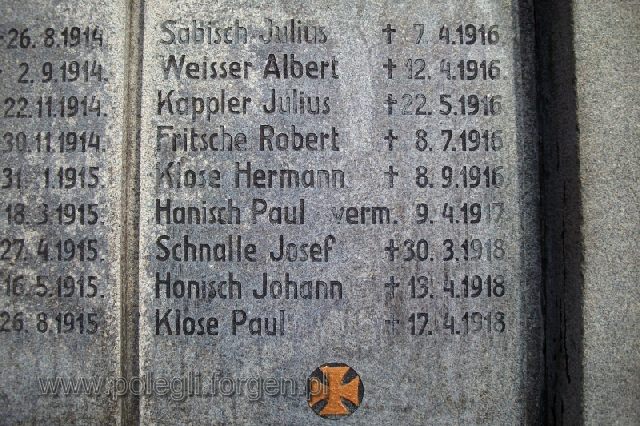 26. 8.1914
2. 9.1914.
22.11.1914.
30.11.1914
31. 1.1915.
18. 3.1915.
27. 4.1915.
16. 5.1915.
26. 8.1915
Sabisch Julius † 7. 4.1916
Weisser Albert † 12. 4.1916.
Kappler Julius † 22. 5.1916
Fritsche Robert † 8. 7.1916
Klose Hermann † 8. 9.1916
Hanisch Paul verm. 9. 4.1917
Schnalle Josef † 30. 3.1918
Honisch Johann † 13. 4.1918
Klose Paul † 17. 4.1918
www.polegli.forgen.pl